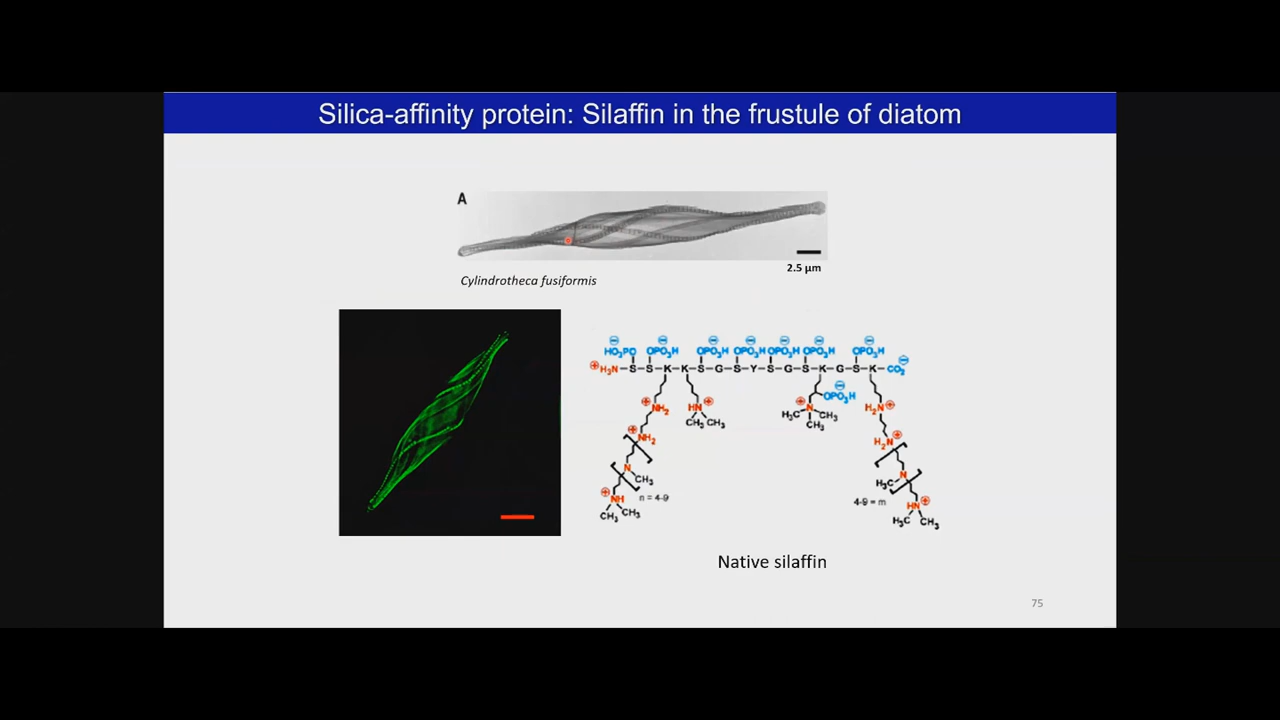 Silica-affinity protein: Silaffin in the frustule of diatom
A
2.5 µm
Cylindrotheca fusiformis
HO₃PO OPO₃H OPO₃H OPO₃H OPO₃H OPO₃H OPO₃H
⊕H₃N–S–S–K–K–S–G–S–Y–S–G–S–K–G–S–K–CO₂⊖
OPO₃H
NH₂ HN N H₂N
CH₃ CH₃ H₃C CH₃
CH₃
NH₂ H₂N
N N
CH₃ H₃C
NH n = 4-9 4-9 = m HN
CH₃ CH₃ H₃C CH₃
Native silaffin
75